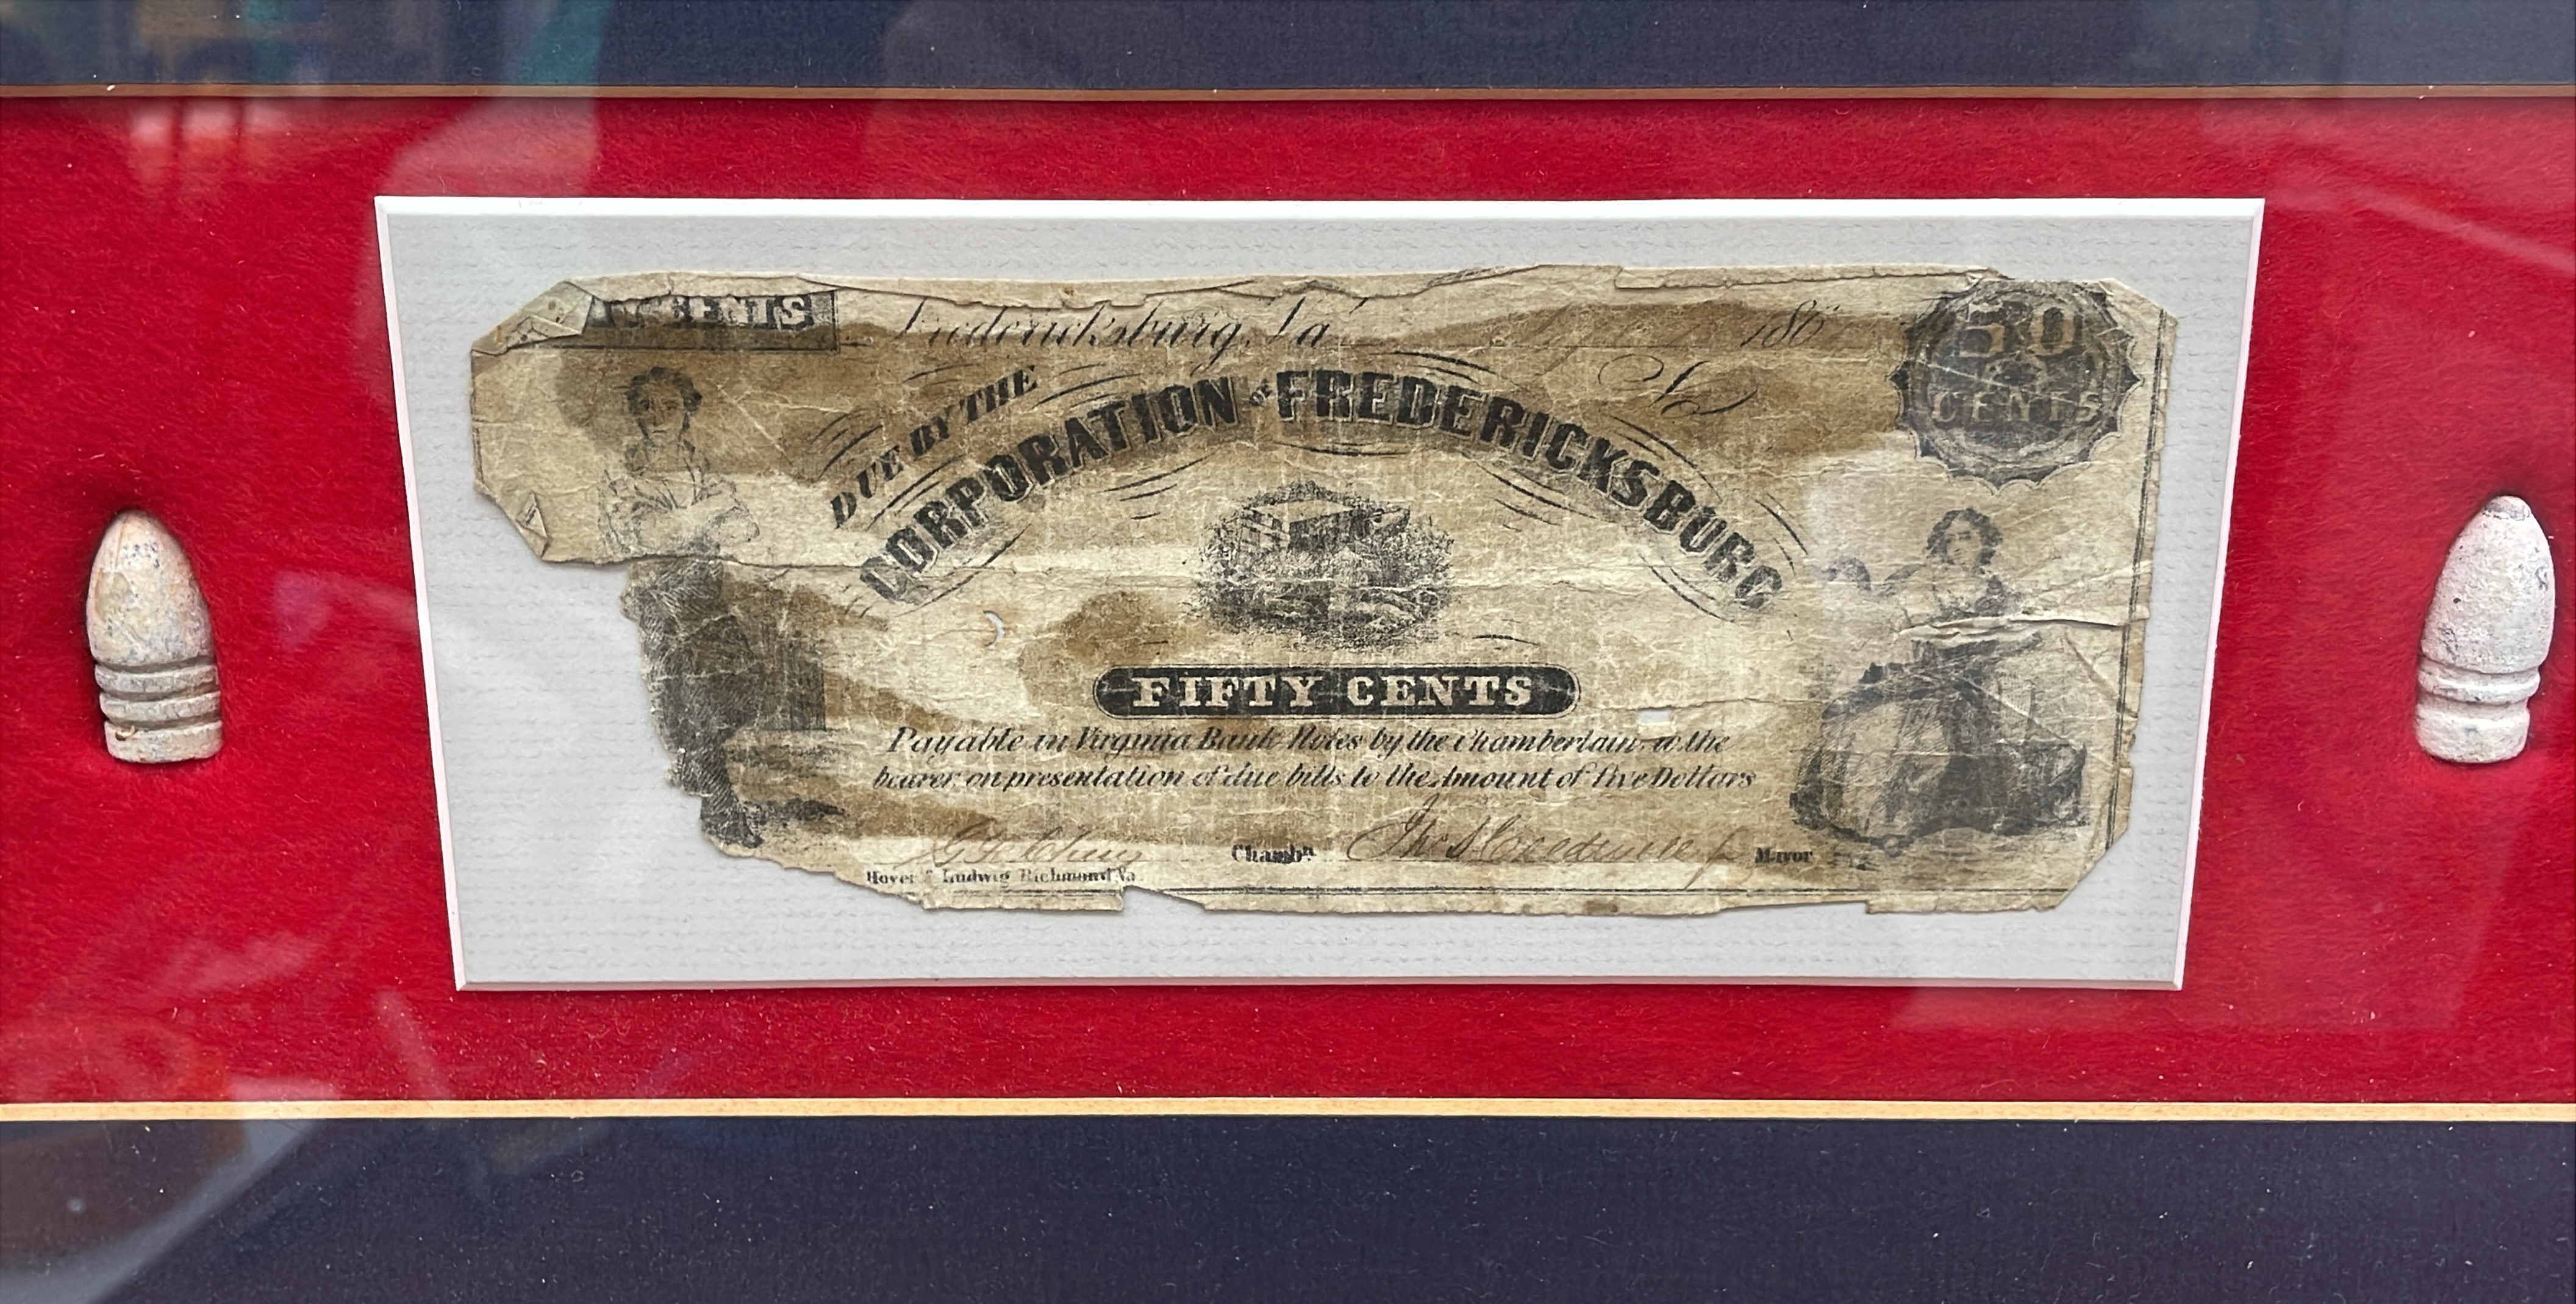 CENTS
Fredericksburg, Va 186
50
CENTS
No
DUE BY THE
CORPORATION OF FREDERICKSBURG
FIFTY CENTS
Payable in Virginia Bank Notes by the Chamberlain, to the
bearer, on presentation of due bills to the Amount of Five Dollars
Chambn Mayor
Hoyer & Ludwig Richmond Va